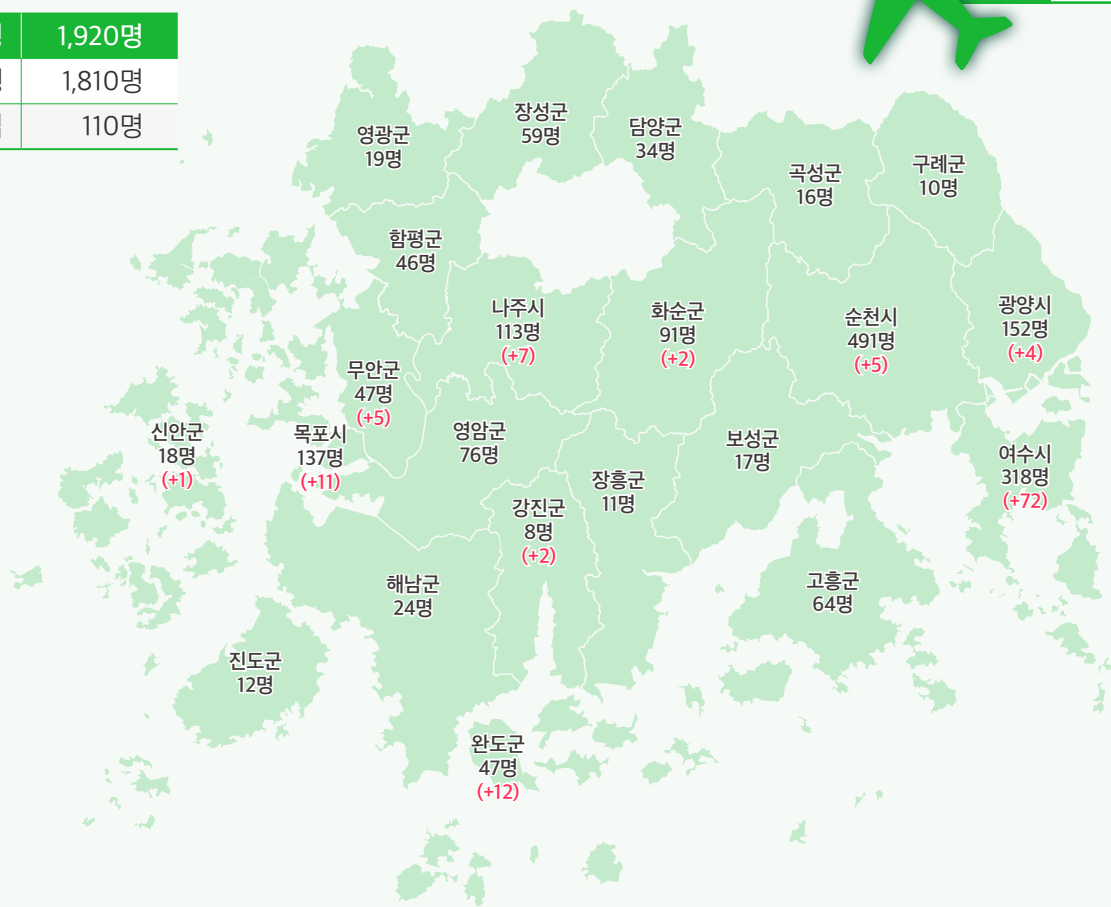 1,920명
1,810명
110명
장성군
59명
담양군
34명
영광군
19명
곡성군
16명
구례군
10명
함평군
46명
나주시
113명
(+7)
화순군
91명
(+2)
순천시
491명
(+5)
광양시
152명
(+4)
무안군
47명
(+5)
신안군
18명
(+1)
목포시
137명
(+11)
영암군
76명
보성군
17명
여수시
318명
(+72)
장흥군
11명
강진군
8명
(+2)
해남군
24명
고흥군
64명
진도군
12명
완도군
47명
(+12)